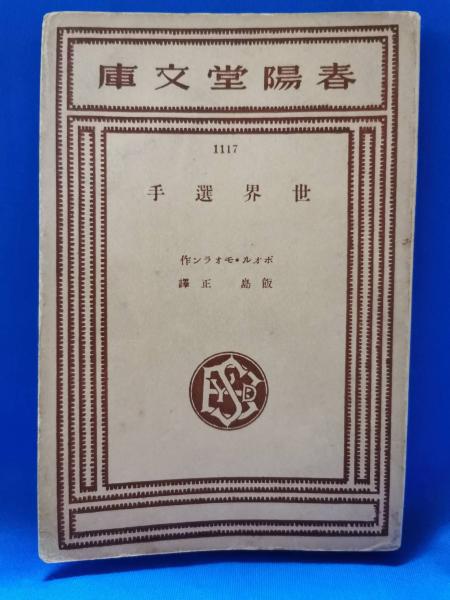 春陽堂文庫
1117
世界選手
ポオル・モオラン作
飯島正譯